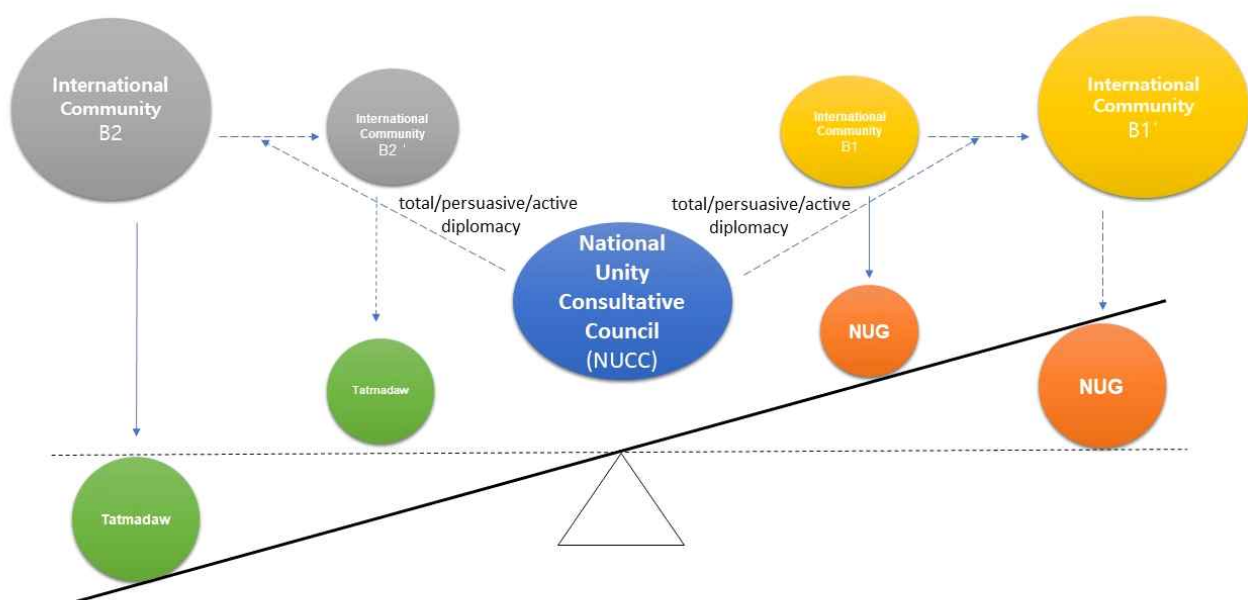 International
Community
B2
International
Community
B2 '
International
Community
B1
International
Community
B1'
total/persuasive/active
diplomacy
total/persuasive/active
diplomacy
National
Unity
Consultative
Council
(NUCC)
NUG
Tatmadaw
NUG
Tatmadaw